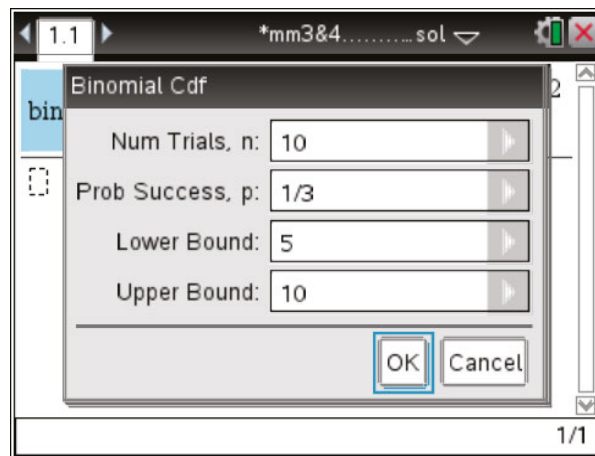 1.1 *mm3&4..........sol
Binomial Cdf
2
bin
Num Trials, n: 10
Prob Success, p: 1/3
Lower Bound: 5
Upper Bound: 10
OK Cancel
1/1